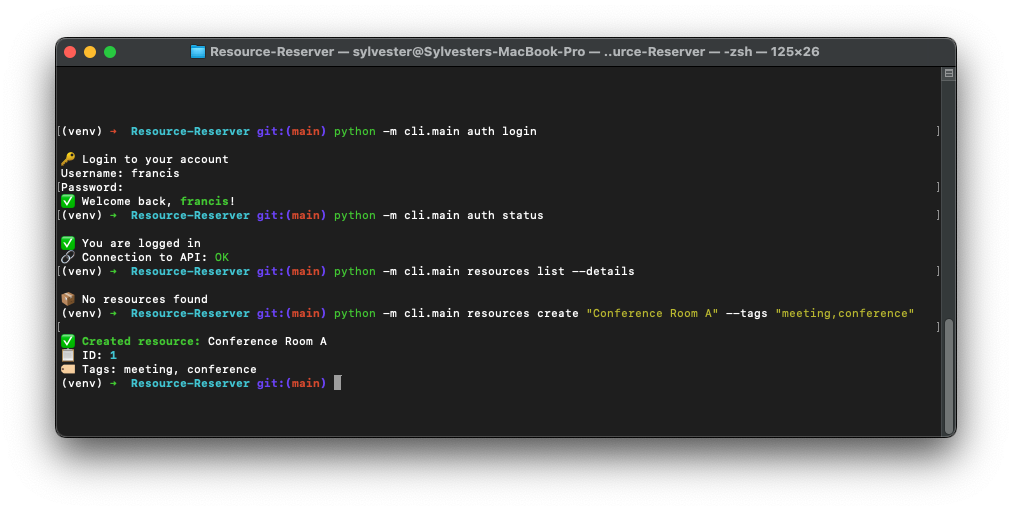 Resource-Reserver — sylvester@Sylvesters-MacBook-Pro — ..urce-Reserver — -zsh — 125×26
(venv) ➜  Resource-Reserver git:(main) python -m cli.main auth login
🔑 Login to your account
Username: francis
Password:
✅ Welcome back, francis!
(venv) ➜  Resource-Reserver git:(main) python -m cli.main auth status
✅ You are logged in
🔗 Connection to API: OK
(venv) ➜  Resource-Reserver git:(main) python -m cli.main resources list --details
📦 No resources found
(venv) ➜  Resource-Reserver git:(main) python -m cli.main resources create "Conference Room A" --tags "meeting,conference"
✅ Created resource: Conference Room A
📋 ID: 1
🏷️ Tags: meeting, conference
(venv) ➜  Resource-Reserver git:(main)